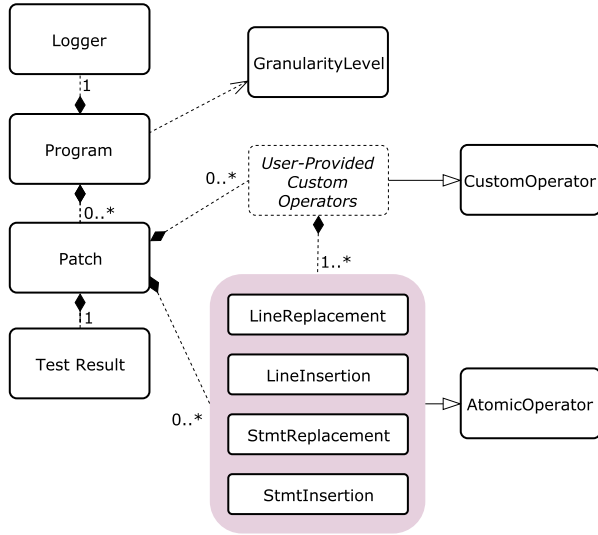 Logger
1
GranularityLevel
Program
0..*
User-Provided
Custom
Operators
CustomOperator
0..*
Patch
1..*
1
Test Result
LineReplacement
LineInsertion
0..*
StmtReplacement
StmtInsertion
AtomicOperator